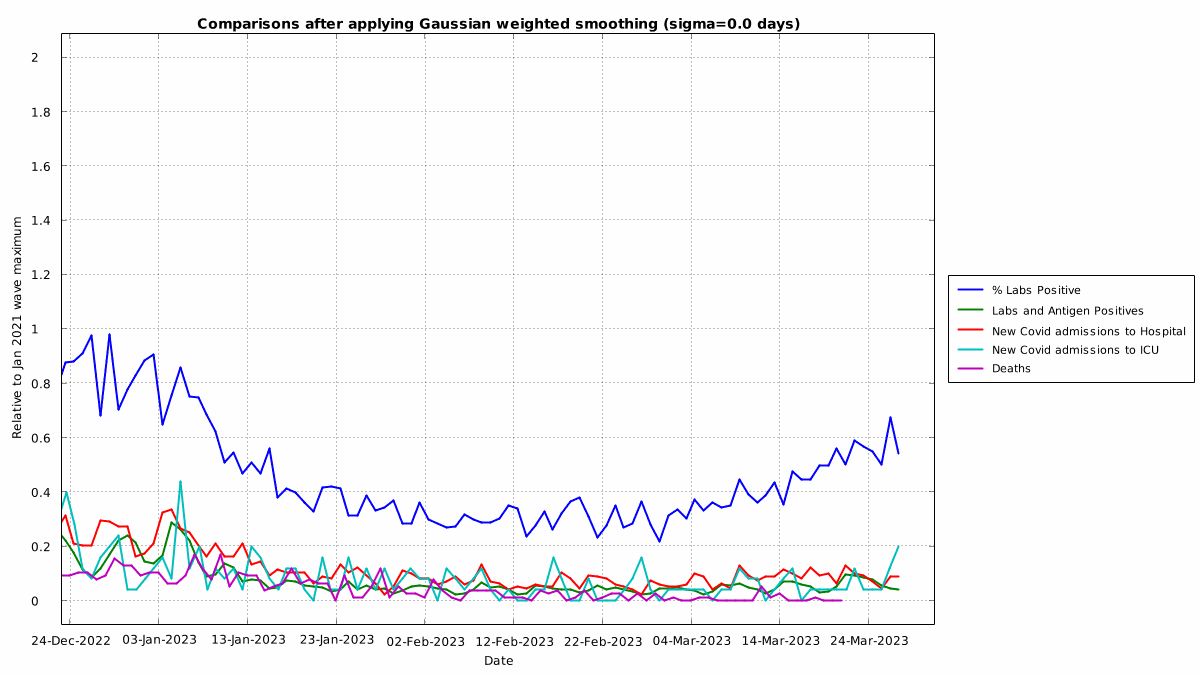 Comparisons after applying Gaussian weighted smoothing (sigma=0.0 days)
2
1.8
1.6
1.4
1.2
1
0.8
0.6
0.4
0.2
0
Relative to Jan 2021 wave maximum
24-Dec-2022 03-Jan-2023 13-Jan-2023 23-Jan-2023 02-Feb-2023 12-Feb-2023 22-Feb-2023 04-Mar-2023 14-Mar-2023 24-Mar-2023
Date
% Labs Positive
Labs and Antigen Positives
New Covid admissions to Hospital
New Covid admissions to ICU
Deaths